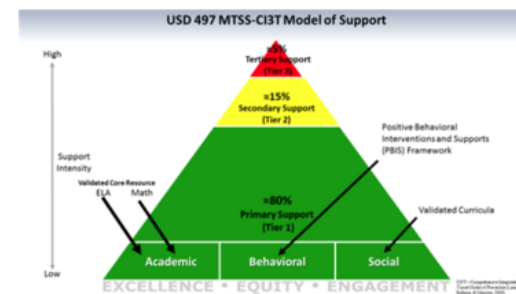 USD 497 MTSS-CI3T Model of Support
High
≈5%
Tertiary Support
(Tier 3)
≈15%
Secondary Support
(Tier 2)
Positive Behavioral
Interventions and Supports
(PBIS) Framework
Support
Intensity
Validated Core Resource
ELA
Math
≈80%
Primary Support
(Tier 1)
Validated Curricula
Academic
Behavioral
Social
Low
EXCELLENCE • EQUITY • ENGAGEMENT